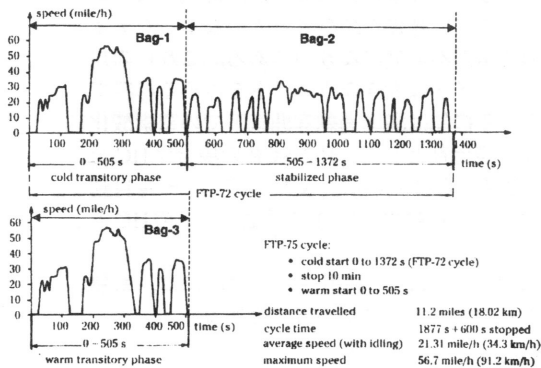 speed (mile/h)
Bag-1
Bag-2
60
50
40
30
20
10
0
100 200 300 400 500 600 700 800 900 1000 1100 1200 1300 1400
0 - 505 s
505 - 1372 s
time (s)
cold transitory phase
stabilized phase
FTP-72 cycle
speed (mile/h)
Bag-3
60
50
40
30
20
10
0
100 200 300 400 500
time (s)
0 - 505 s
warm transitory phase
FTP-75 cycle:
• cold start 0 to 1372 s (FTP-72 cycle)
• stop 10 min
• warm start 0 to 505 s
distance travelled 11.2 miles (18.02 km)
cycle time 1877 s + 600 s stopped
average speed (with idling) 21.31 mile/h (34.3 km/h)
maximum speed 56.7 mile/h (91.2 km/h)